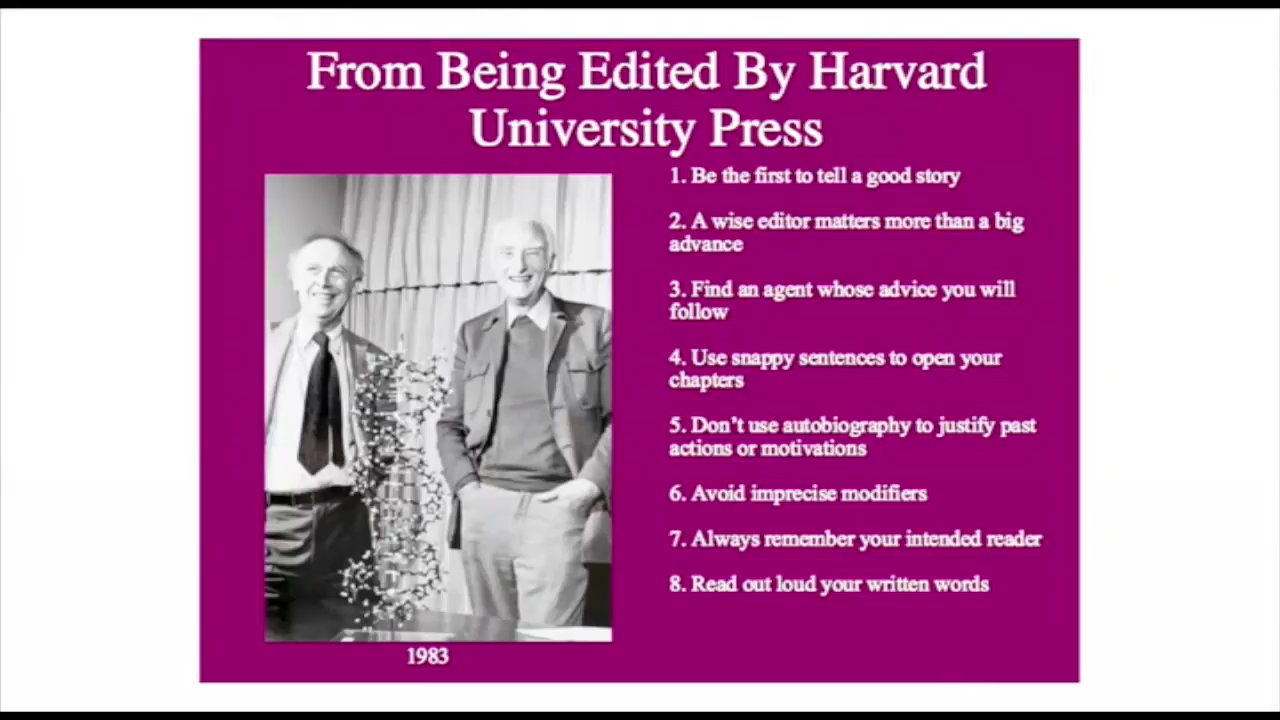 From Being Edited By Harvard
University Press
1. Be the first to tell a good story
2. A wise editor matters more than a big
advance
3. Find an agent whose advice you will
follow
4. Use snappy sentences to open your
chapters
5. Don't use autobiography to justify past
actions or motivations
6. Avoid imprecise modifiers
7. Always remember your intended reader
8. Read out loud your written words
1983